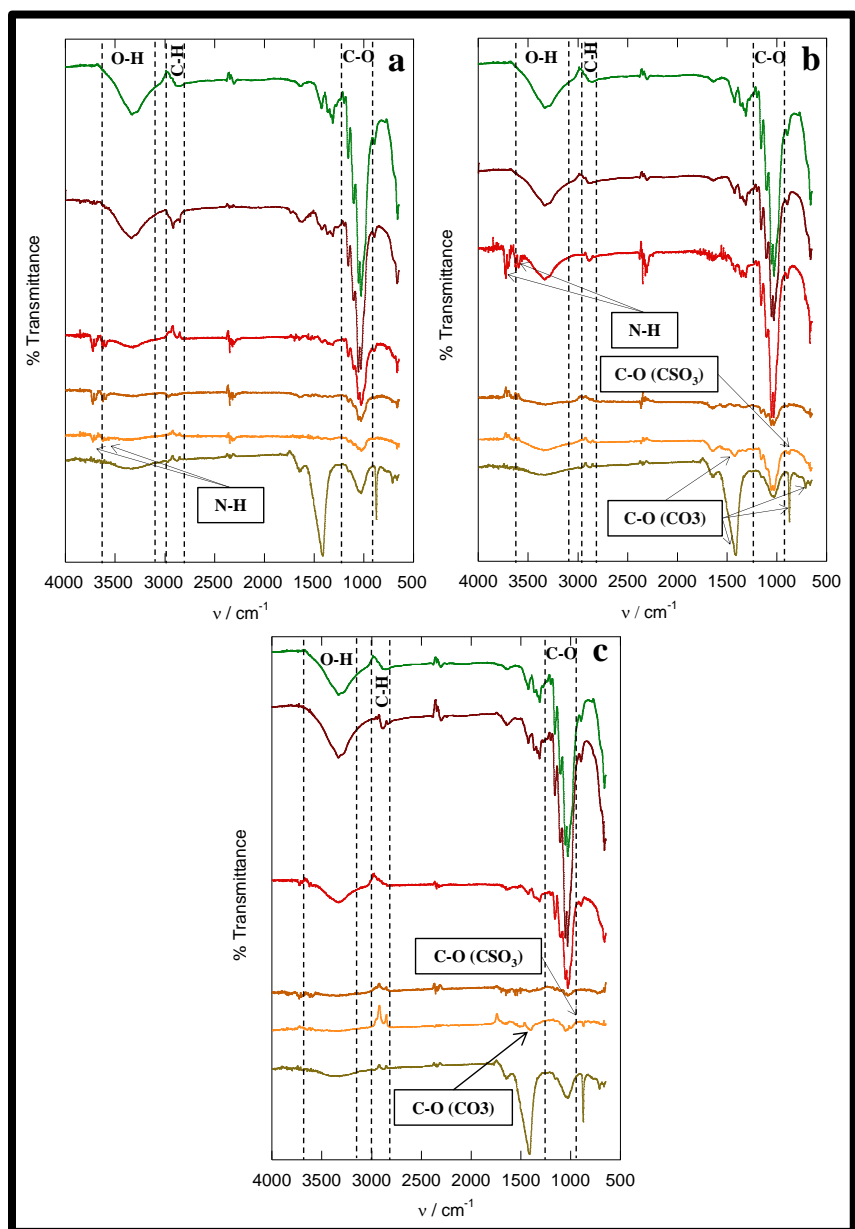 O-H
C-H
C-O
a
% Transmittance
N-H
4000 3500 3000 2500 2000 1500 1000 500
ν / cm⁻¹
O-H
C-H
C-O
b
% Transmittance
N-H
C-O (CSO₃)
C-O (CO3)
4000 3500 3000 2500 2000 1500 1000 500
ν / cm⁻¹
O-H
C-H
C-O
c
% Transmittance
C-O (CSO₃)
C-O (CO3)
4000 3500 3000 2500 2000 1500 1000 500
ν / cm⁻¹